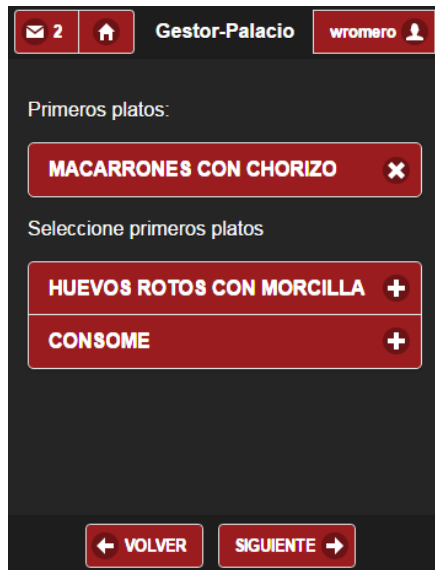 2 Gestor-Palacio wromero
Primeros platos:
MACARRONES CON CHORIZO
Seleccione primeros platos
HUEVOS ROTOS CON MORCILLA
CONSOME
VOLVER SIGUIENTE